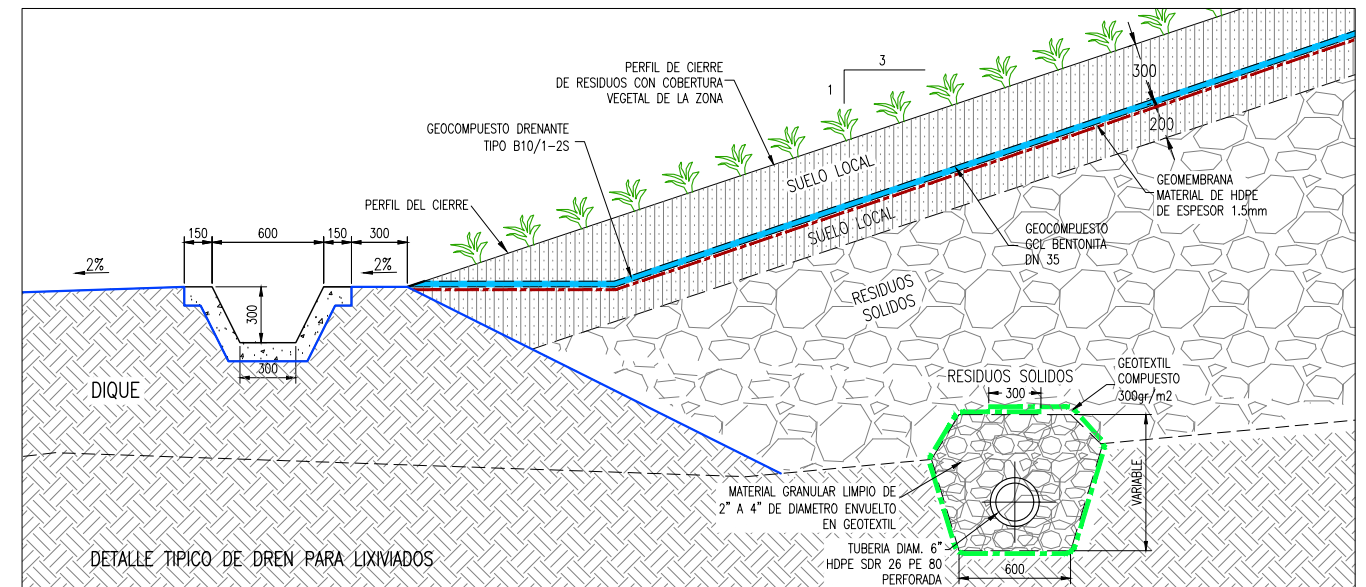 PERFIL DE CIERRE
DE RESIDUOS CON COBERTURA
VEGETAL DE LA ZONA
3
1
300
200
GEOCOMPUESTO DRENANTE
TIPO B10/1-2S
SUELO LOCAL
GEOMEMBRANA
MATERIAL DE HDPE
DE ESPESOR 1.5mm
PERFIL DEL CIERRE
SUELO LOCAL
GEOCOMPUESTO
GCL BENTONITA
DN 35
150
600
150
300
2%
2%
RESIDUOS
SOLIDOS
300
300
DIQUE
RESIDUOS SOLIDOS
GEOTEXTIL
COMPUESTO
300gr/m2
300
VARIABLE
MATERIAL GRANULAR LIMPIO DE
2" A 4" DE DIAMETRO ENVUELTO
EN GEOTEXTIL
DETALLE TIPICO DE DREN PARA LIXIVIADOS
TUBERIA DIAM. 6"
HDPE SDR 26 PE 80
PERFORADA
600